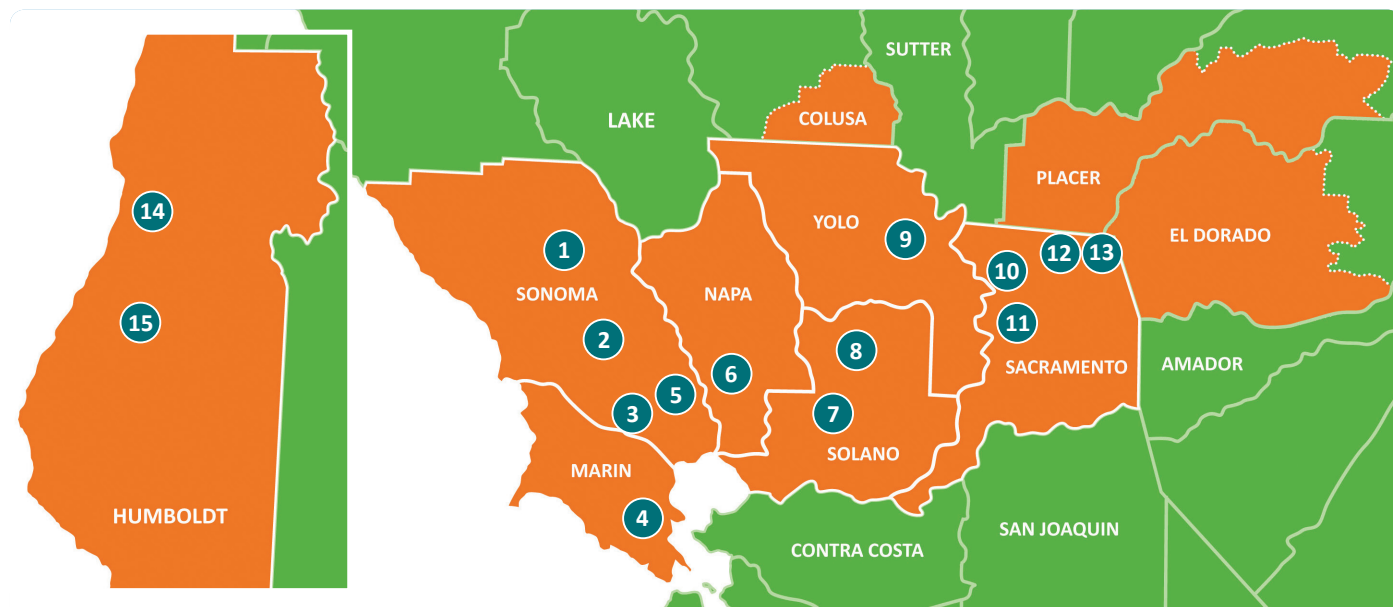 SUTTER
LAKE
COLUSA
PLACER
14
YOLO
9
EL DORADO
1
12
13
10
SONOMA
NAPA
15
11
2
8
SACRAMENTO
AMADOR
6
5
3
7
SOLANO
MARIN
HUMBOLDT
4
SAN JOAQUIN
CONTRA COSTA